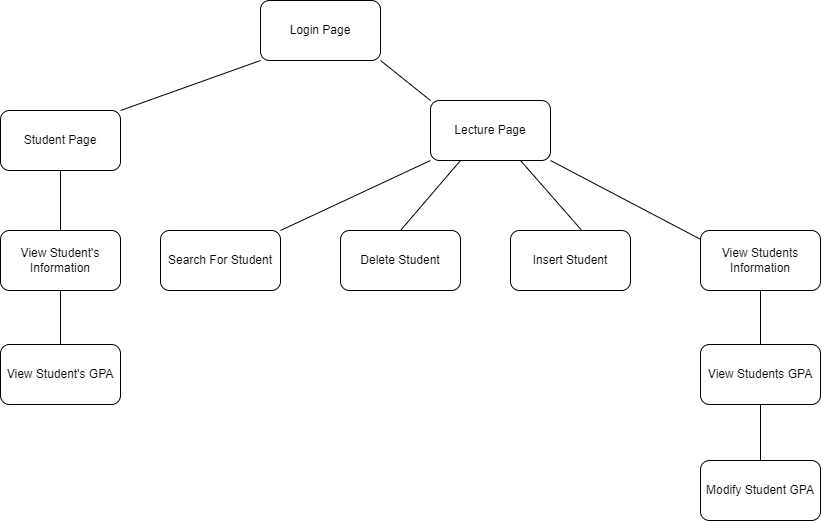 Login Page
Student Page
Lecture Page
View Student's
Information
Search For Student
Delete Student
Insert Student
View Students
Information
View Student's GPA
View Students GPA
Modify Student GPA